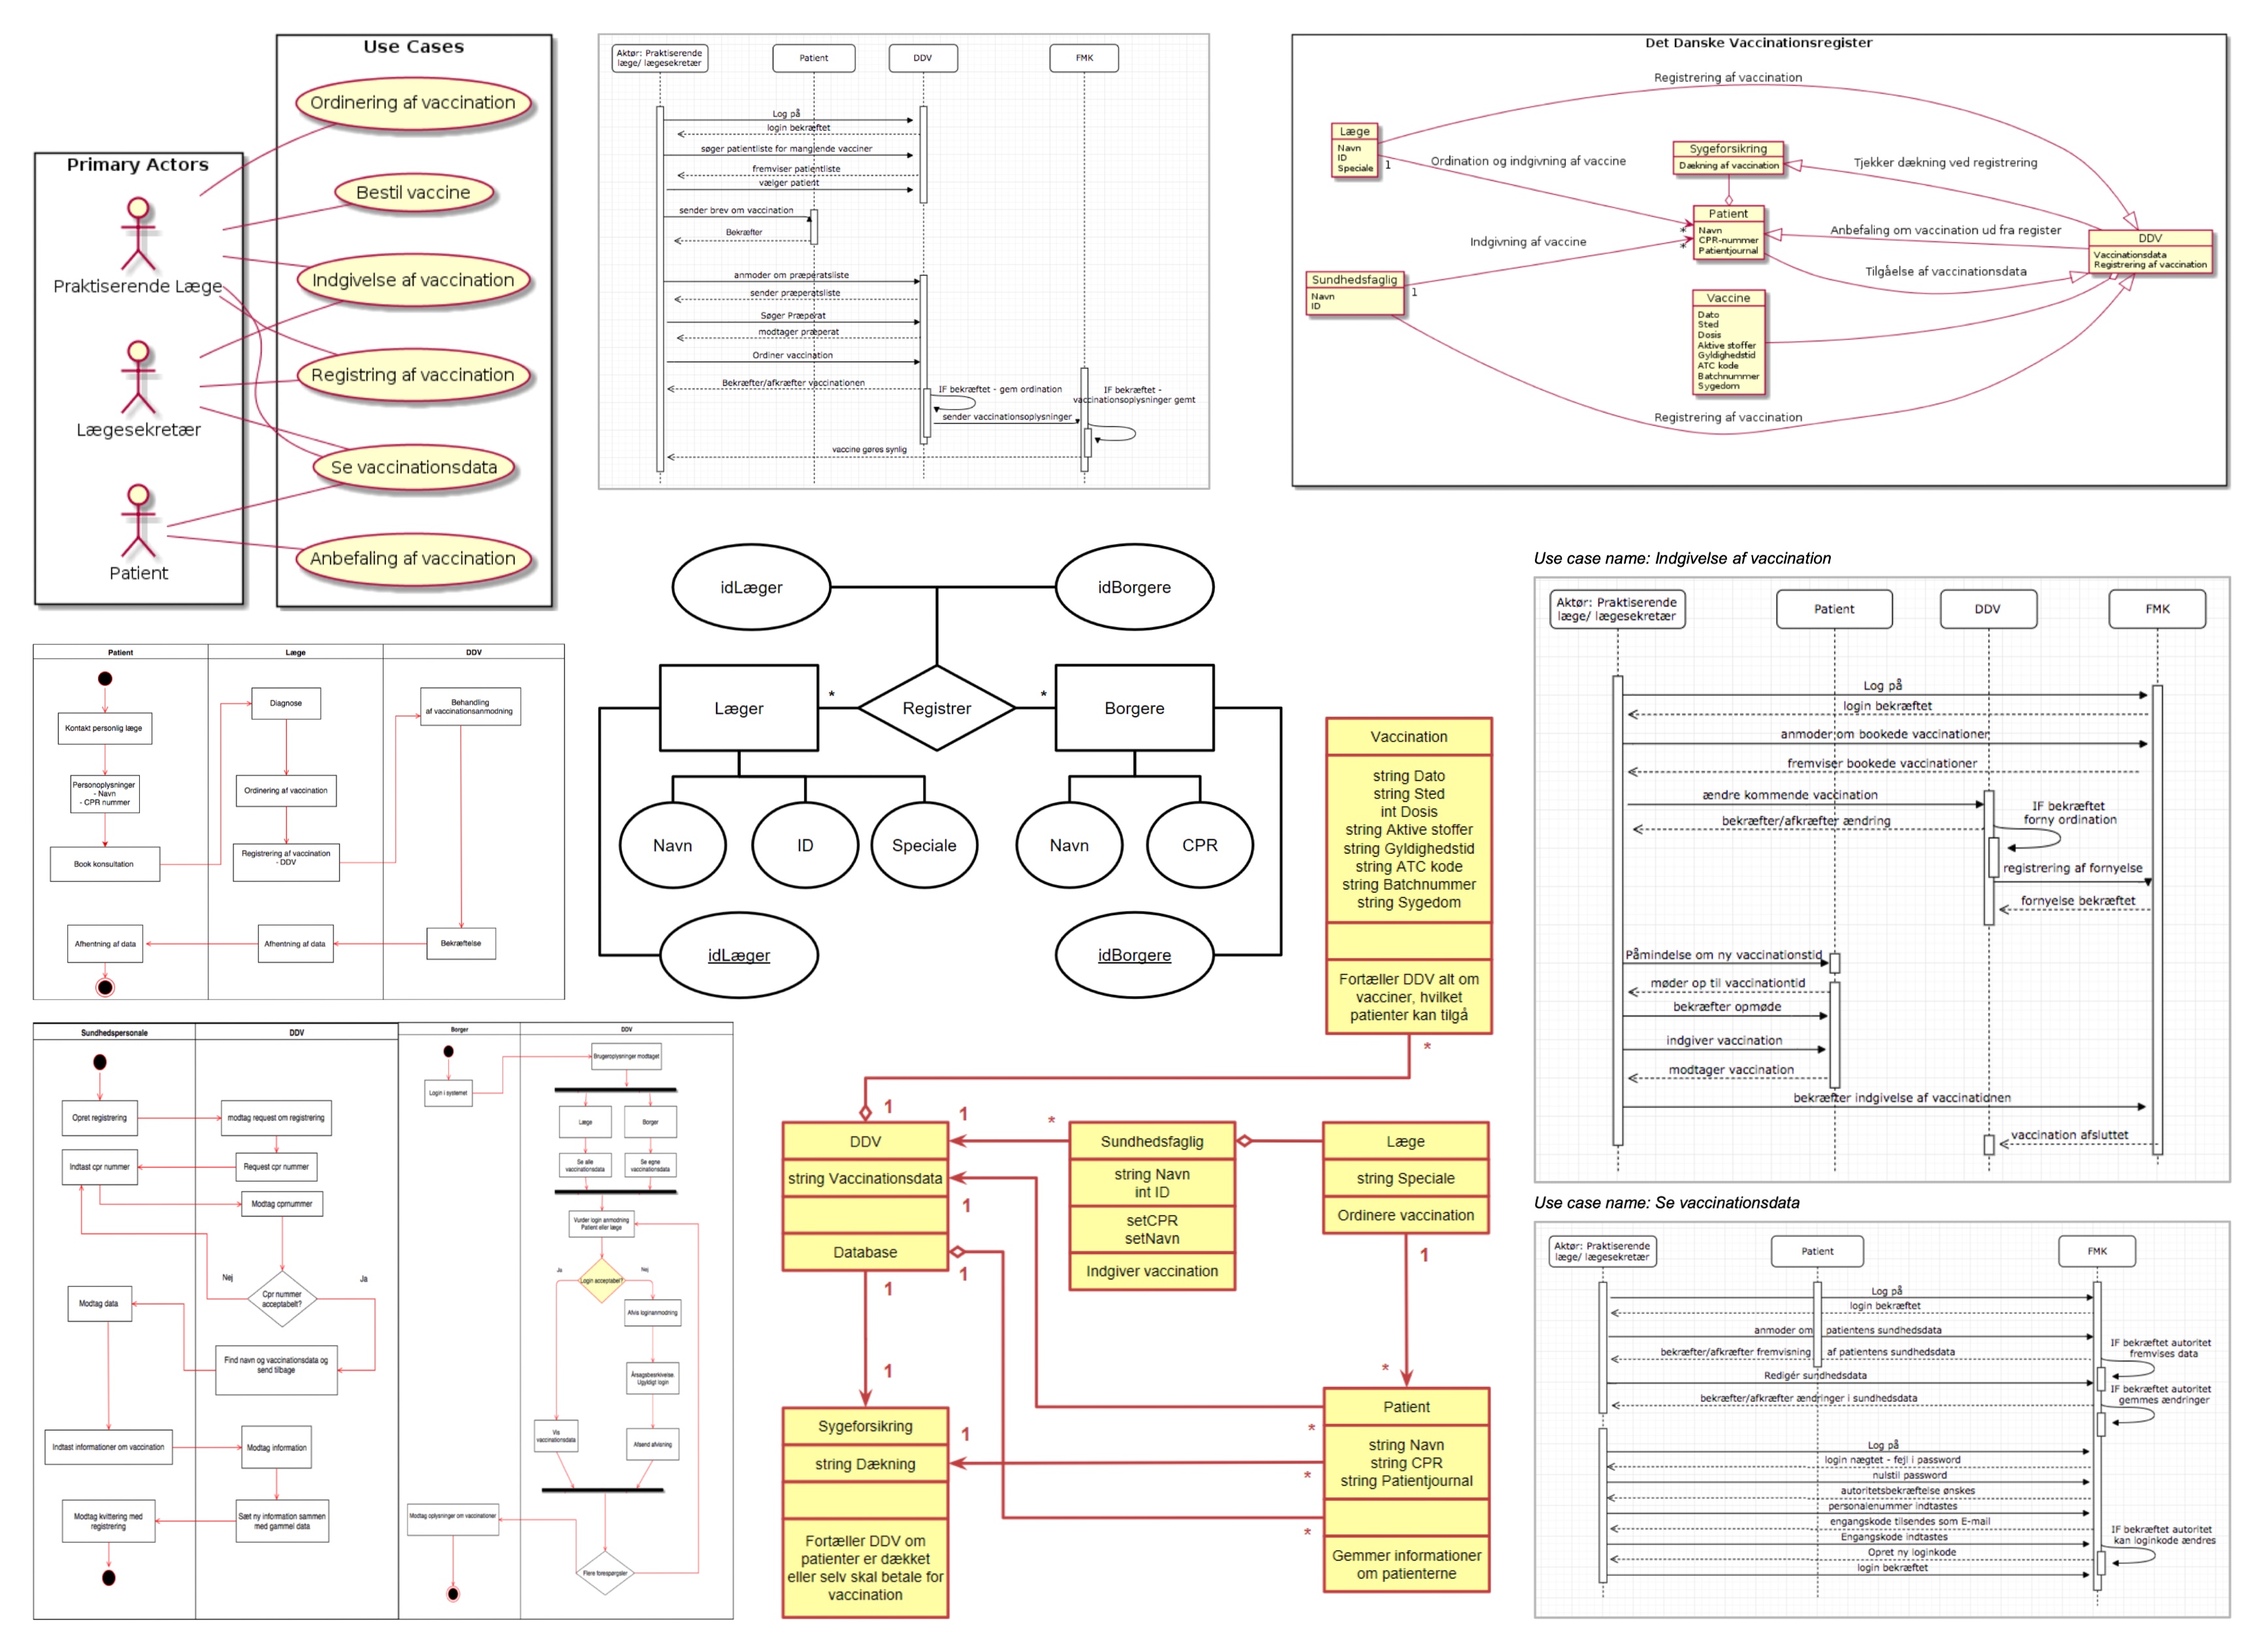 Use Cases
Ordinering af vaccination
Bestil vaccine
Indgivelse af vaccination
Registring af vaccination
Se vaccinationsdata
Anbefaling af vaccination
Primary Actors
Praktiserende Læge
Lægesekretær
Patient
Aktør: Praktiserende
læge/ lægesekretær
Patient
DDV
FMK
Log på
login bekræftet
søger patientliste for manglende vacciner
fremviser patientliste
vælger patient
sender brev om vaccination
Bekræfter
anmoder om præperatsliste
sender præperatsliste
Søger Præperat
modtager præperat
Ordiner vaccination
Bekræfter/afkræfter vaccinationen
IF bekræftet - gem ordination
IF bekræftet -
vaccinationsoplysninger gemt
sender vaccinationsoplysninger
vaccine gøres synlig
Det Danske Vaccinationsregister
Registrering af vaccination
Læge
Navn
ID
Speciale
1
Ordination og indgivning af vaccine
Sygeforsikring
Dækning af vaccination
Tjekker dækning ved registrering
Patient
Navn
CPR-nummer
Patientjournal
*
*
Anbefaling om vaccination ud fra register
DDV
Vaccinationsdata
Registrering af vaccination
Indgivning af vaccine
Tilgåelse af vaccinationsdata
Sundhedsfaglig
Navn
ID
1
Vaccine
Dato
Sted
Dosis
Aktive stoffer
Gyldighedstid
ATC kode
Batchnummer
Sygedom
Registrering af vaccination
Patient
Læge
DDV
Kontakt personlig læge
Personoplysninger
- Navn
- CPR nummer
Book konsultation
Diagnose
Ordinering af vaccination
Registrering af vaccination
- DDV
Behandling
af vaccinationsanmodning
Bekræftelse
Afhentning af data
Afhentning af data
idLæger
idBorgere
Læger
*
Registrer
*
Borgere
Navn
ID
Speciale
Navn
CPR
idLæger
idBorgere
Use case name: Indgivelse af vaccination
Aktør: Praktiserende
læge/ lægesekretær
Patient
DDV
FMK
Log på
login bekræftet
anmoder om bookede vaccinationer
fremviser bookede vaccinationer
ændre kommende vaccination
bekræfter/afkræfter ændring
IF bekræftet
forny ordination
registrering af fornyelse
fornyelse bekræftet
Påmindelse om ny vaccinationstid
møder op til vaccinationtid
bekræfter opmøde
indgiver vaccination
modtager vaccination
bekræfter indgivelse af vaccinatidnen
vaccination afsluttet
Sundhedspersonale
DDV
Opret registrering
modtag request om registrering
Indtast cpr nummer
Request cpr nummer
Modtag cprnummer
Nej
Ja
Cpr nummer
acceptabelt?
Modtag data
Find navn og vaccinationsdata og
send tilbage
Indtast informationer om vaccination
Modtag information
Modtag kvittering med
registrering
Sæt ny information sammen
med gammel data
Borger
DDV
Login i systemet
Brugeroplysninger modtaget
Læge
Borger
Se alle
vaccinationsdata
Se egne
vaccinationsdata
Vurder login anmodning
Patient eller læge
Ja
Login acceptabelt?
Nej
Afvis loginanmodning
Årsagsbeskrivelse.
Ugyldigt login
Vis
vaccinationsdata
Afsend afvisning
Modtag oplysninger om vaccinationer
Flere forespørgsler
Vaccination
string Dato
string Sted
int Dosis
string Aktive stoffer
string Gyldighedstid
string ATC kode
string Batchnummer
string Sygedom
Fortæller DDV alt om
vacciner, hvilket
patienter kan tilgå
*
1
DDV
string Vaccinationsdata
Database
1
*
Sundhedsfaglig
string Navn
int ID
setCPR
setNavn
Indgiver vaccination
Læge
string Speciale
Ordinere vaccination
1
1
1
1
1
*
Sygeforsikring
string Dækning
Fortæller DDV om
patienter er dækket
eller selv skal betale for
vaccination
1
Patient
string Navn
string CPR
string Patientjournal
Gemmer informationer
om patienterne
*
*
*
Use case name: Se vaccinationsdata
Aktør: Praktiserende
læge/ lægesekretær
Patient
FMK
Log på
login bekræftet
anmoder om patientens sundhedsdata
bekræfter/afkræfter fremvisning af patientens sundhedsdata
IF bekræftet autoritet
fremvises data
Redigér sundhedsdata
bekræfter/afkræfter ændringer i sundhedsdata
IF bekræftet autoritet
gemmes ændringer
Log på
login nægtet - fejl i password
nulstil password
autoritetsbekræftelse ønskes
personalenummer indtastes
engangskode tilsendes som E-mail
Engangskode indtastes
IF bekræftet autoritet
kan loginkode ændres
Opret ny loginkode
login bekræftet